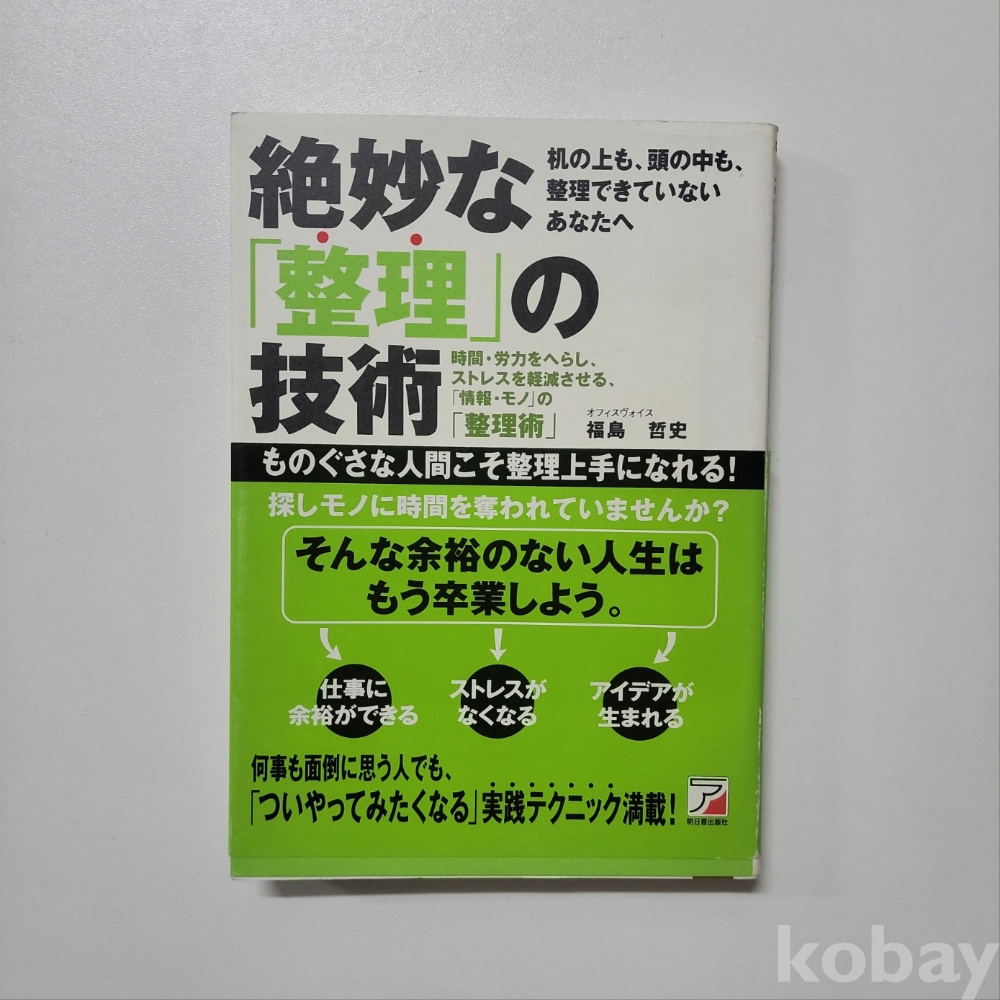 絶妙な
「整理」の
技術
机の上も、頭の中も、
整理できていない
あなたへ
時間・労力をへらし、
ストレスを軽減させる、
「情報・モノ」の
「整理術」
オフィスヴォイス
福島 哲史
ものぐさな人間こそ整理上手になれる!
探しモノに時間を奪われていませんか?
そんな余裕のない人生は
もう卒業しよう。
仕事に
余裕ができる
ストレスが
なくなる
アイデアが
生まれる
何事も面倒に思う人でも、
「ついやってみたくなる」実践テクニック満載!
ア
明日香出版社
kobay